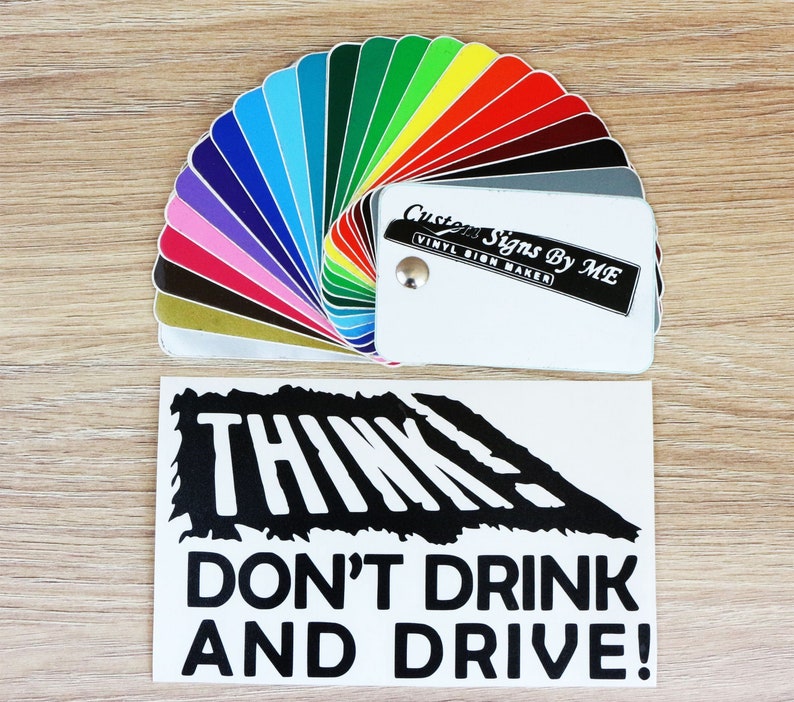 Custom Signs By ME
VINYL SIGN MAKER
THINK!
DON'T DRINK
AND DRIVE!